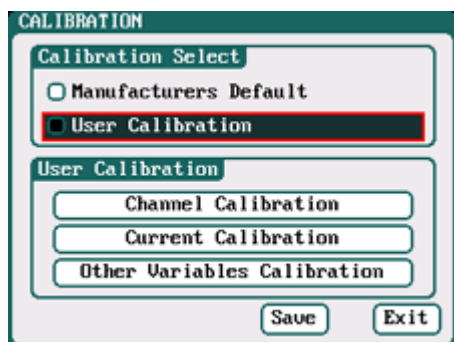 CALIBRATION
Calibration Select
Manufacturers Default
User Calibration
User Calibration
Channel Calibration
Current Calibration
Other Variables Calibration
Save Exit